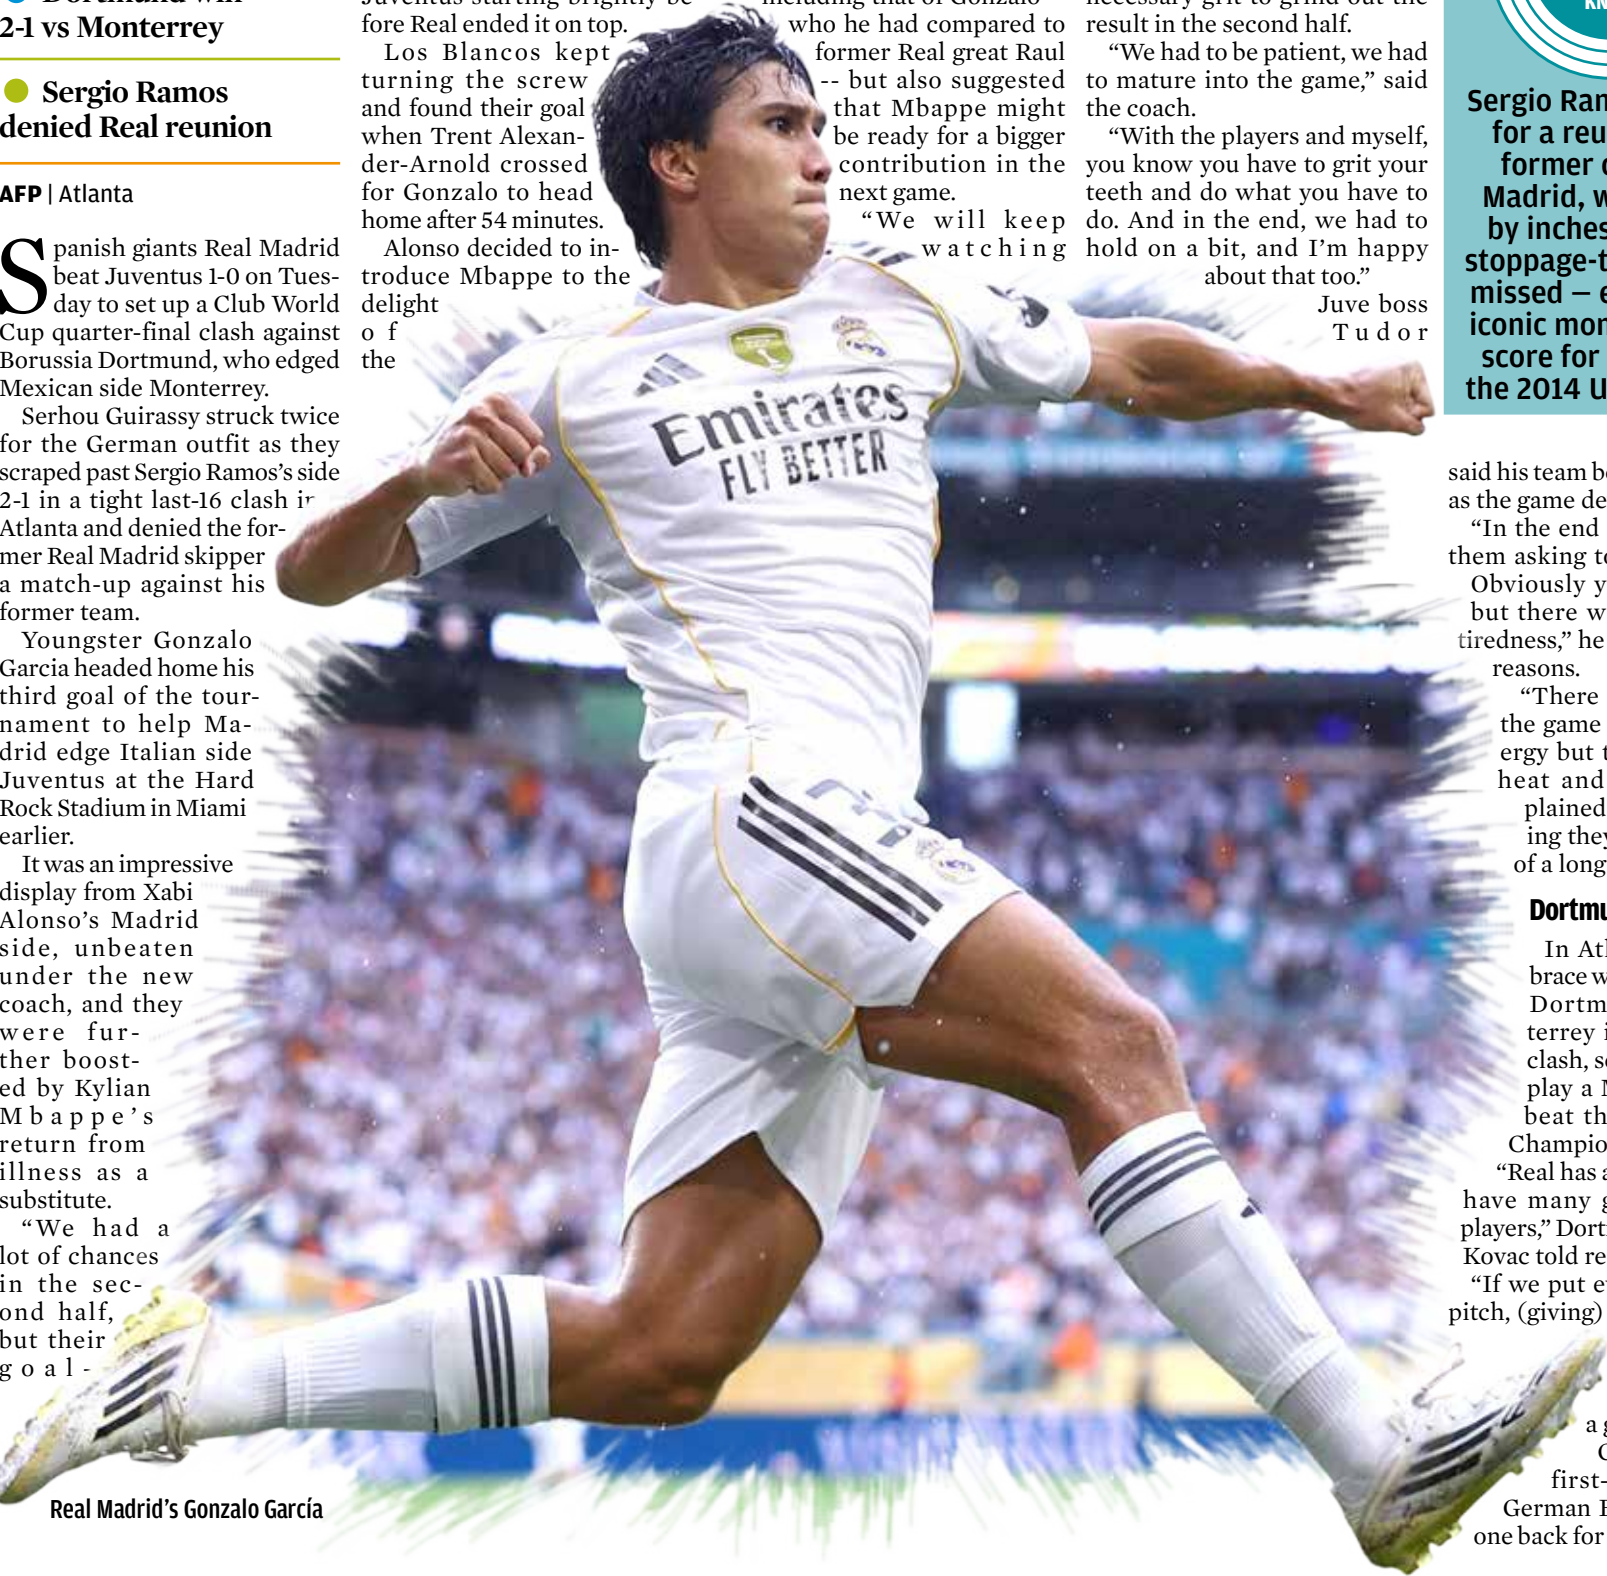 2-1 vs Monterrey
Sergio Ramos
denied Real reunion
AFP | Atlanta
Spanish giants Real Madrid
beat Juventus 1-0 on Tues-
day to set up a Club World
Cup quarter-final clash against
Borussia Dortmund, who edged
Mexican side Monterrey.
Serhou Guirassy struck twice
for the German outfit as they
scraped past Sergio Ramos's side
2-1 in a tight last-16 clash
Atlanta and denied the for-
mer Real Madrid skipper
a match-up against his
former team.
Youngster Gonzalo
Garcia headed home his
third goal of the tour-
nament to help Ma-
drid edge Italian side
Juventus at the Hard
Rock Stadium in Miami
earlier.
It was an impressive
display from Xabi
Alonso's Madrid
side, unbeaten
under the new
coach, and they
were fur-
ther boost-
ed by Kylian
Mbappe's
return from
illness as a
substitute.
"We had a
lot of chances
in the sec-
ond half,
but their
goal-
fore Real ended it on top.
Los Blancos kept
turning the screw
and found their goal
when Trent Alexan-
der-Arnold crossed
for Gonzalo to head
home after 54 minutes.
Alonso decided to in-
troduce Mbappe to the
delight
of
the
who he had compared to
former Real great Raul
-- but also suggested
that Mbappe might
be ready for a bigger
contribution in the
next game.
"We will keep
watching
result in the second half.
"We had to be patient, we had
to mature into the game," said
the coach.
"With the players and myself,
you know you have to grit your
teeth and do what you have to
do. And in the end, we had to
hold on a bit, and I'm happy
about that too."
Juve boss
Tudor
Emirates
FLY BETTER
Real Madrid's Gonzalo García
Sergio
for a
former
Madrid,
by inches
missed –
iconic
score for
the 2014
said his team
as the game
"In the end
them asking
Obviously
but there
tiredness," he
reasons.
"There
the game
ergy but
heat and
plained
ing they
of a long
In
brace
clash,
play a
beat
"Real has
have many
players,"
Kovac told
"If we put
pitch, (giving)
a
first-
German
one back for